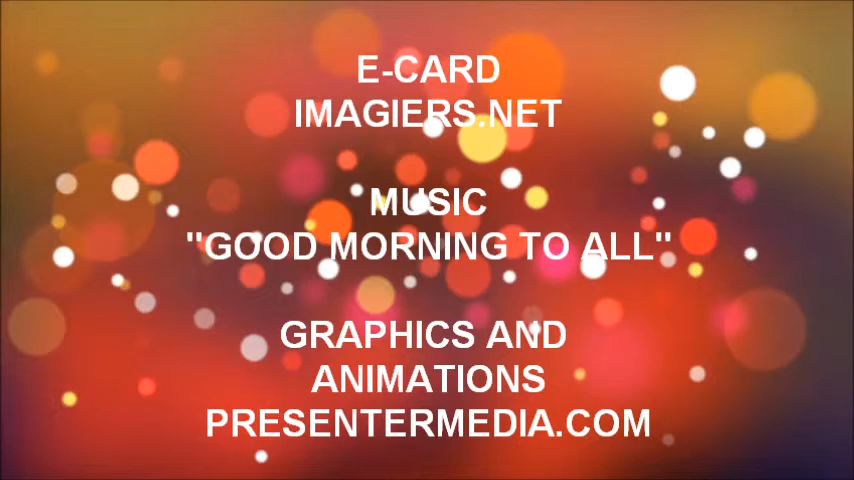 E-CARD
IMAGIERS.NET
MUSIC
"GOOD MORNING TO ALL"
GRAPHICS AND
ANIMATIONS
PRESENTERMEDIA.COM